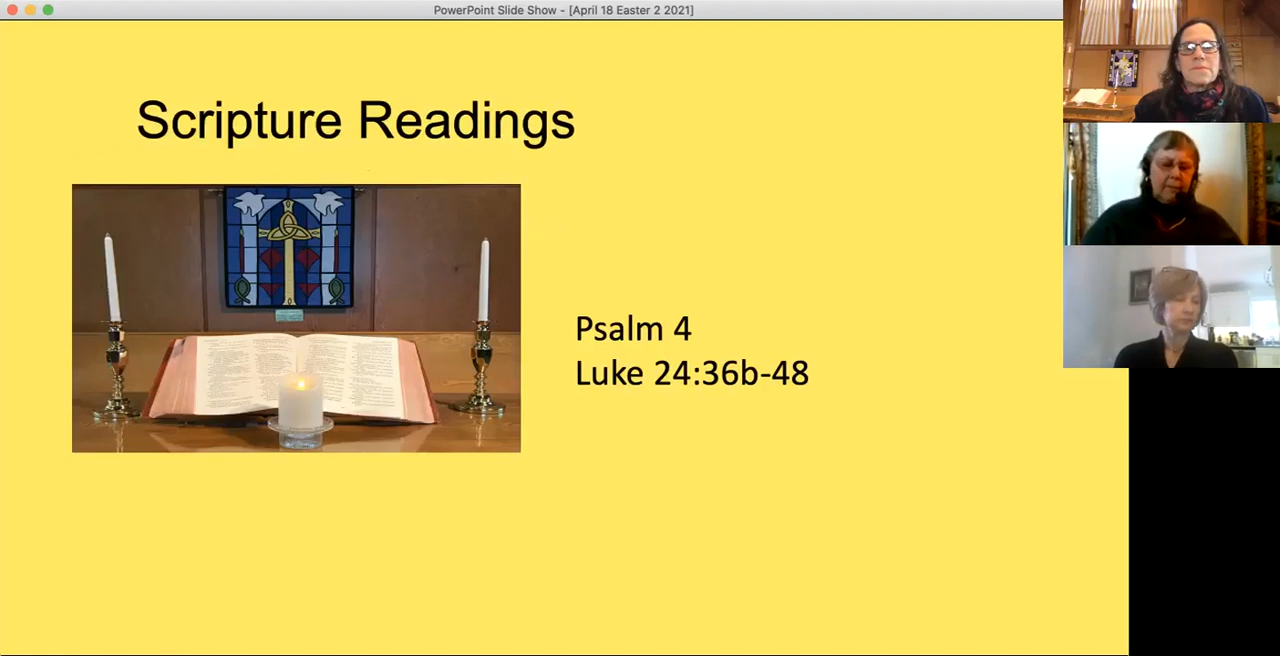 PowerPoint Slide Show - [April 18 Easter 2 2021]
Scripture Readings
Psalm 4
Luke 24:36b-48